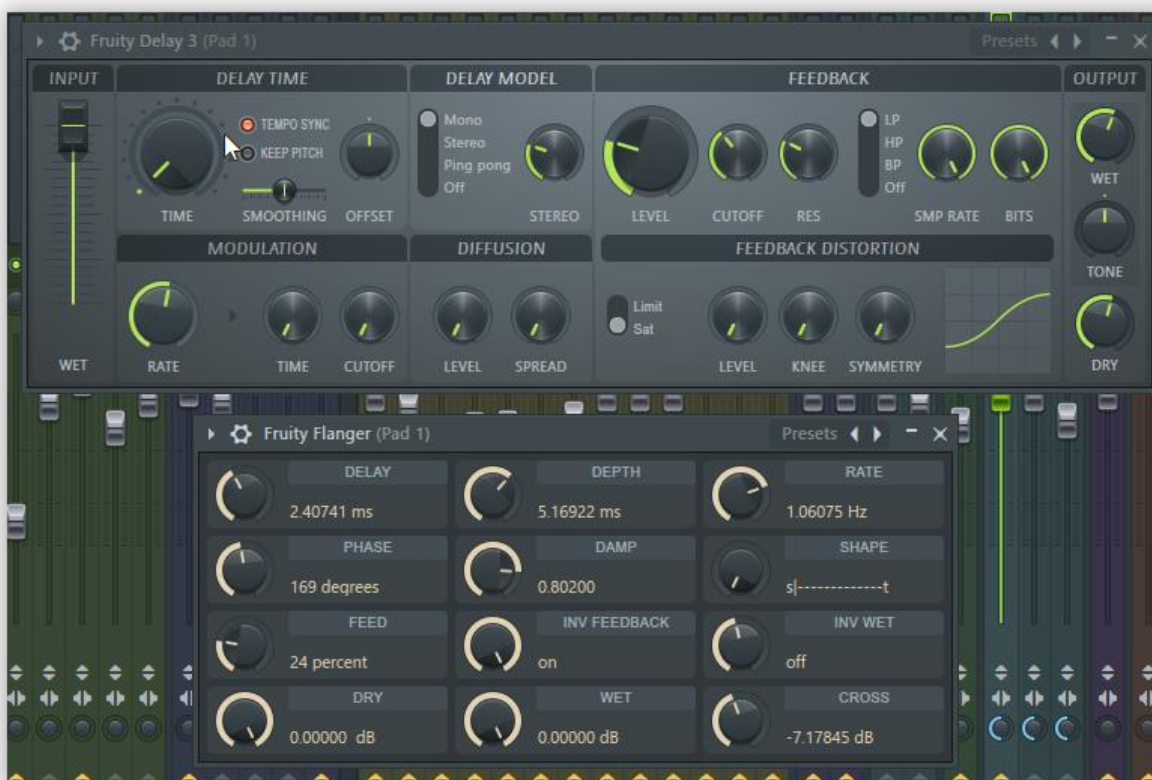 Fruity Delay 3 (Pad 1) Presets
INPUT DELAY TIME DELAY MODEL FEEDBACK OUTPUT
TEMPO SYNC
KEEP PITCH
TIME SMOOTHING OFFSET
Mono
Stereo
Ping pong
Off
STEREO
LEVEL CUTOFF RES
LP
HP
BP
Off
SMP RATE BITS
WET
TONE
DRY
MODULATION DIFFUSION FEEDBACK DISTORTION
WET
RATE TIME CUTOFF
LEVEL SPREAD
Limit
Sat
LEVEL KNEE SYMMETRY
Fruity Flanger (Pad 1) Presets
DELAY DEPTH RATE
2.40741 ms 5.16922 ms 1.06075 Hz
PHASE DAMP SHAPE
169 degrees 0.80200 s|-------------t
FEED INV FEEDBACK INV WET
24 percent on off
DRY WET CROSS
0.00000 dB 0.00000 dB -7.17845 dB